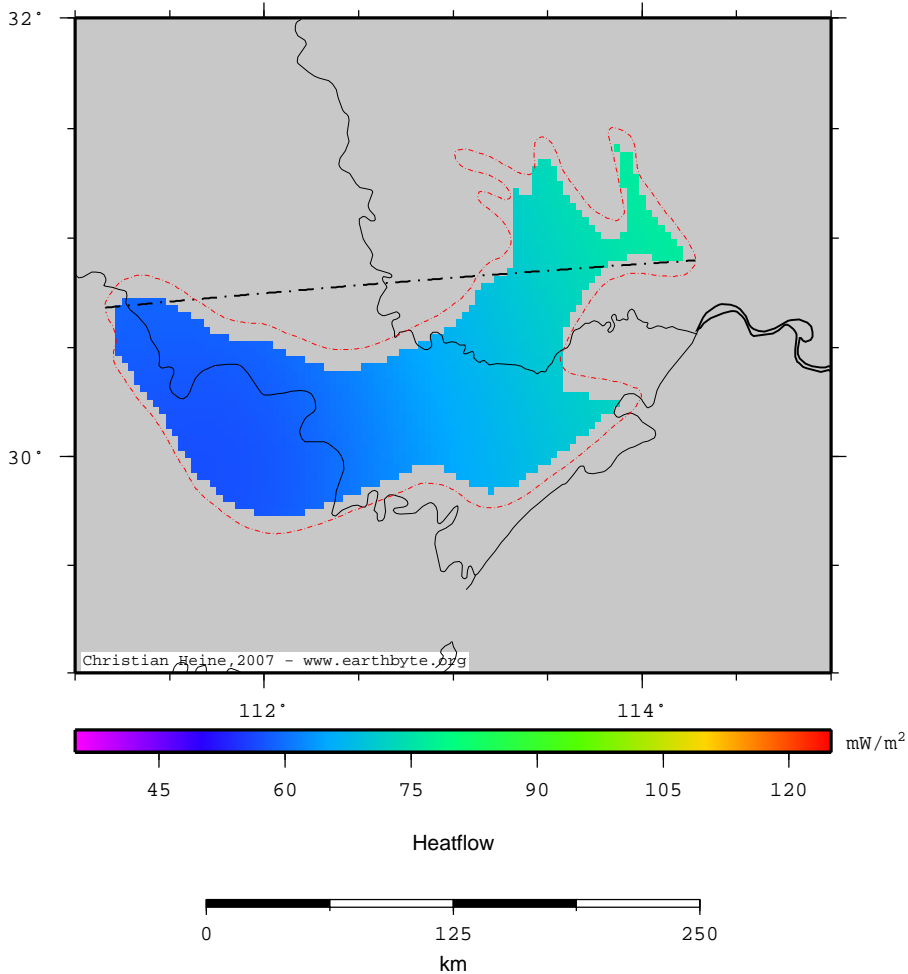 32°
30°
Christian Heine,2007 - www.earthbyte.org
112° 114°
mW/m²
45 60 75 90 105 120
Heatflow
0 125 250
km